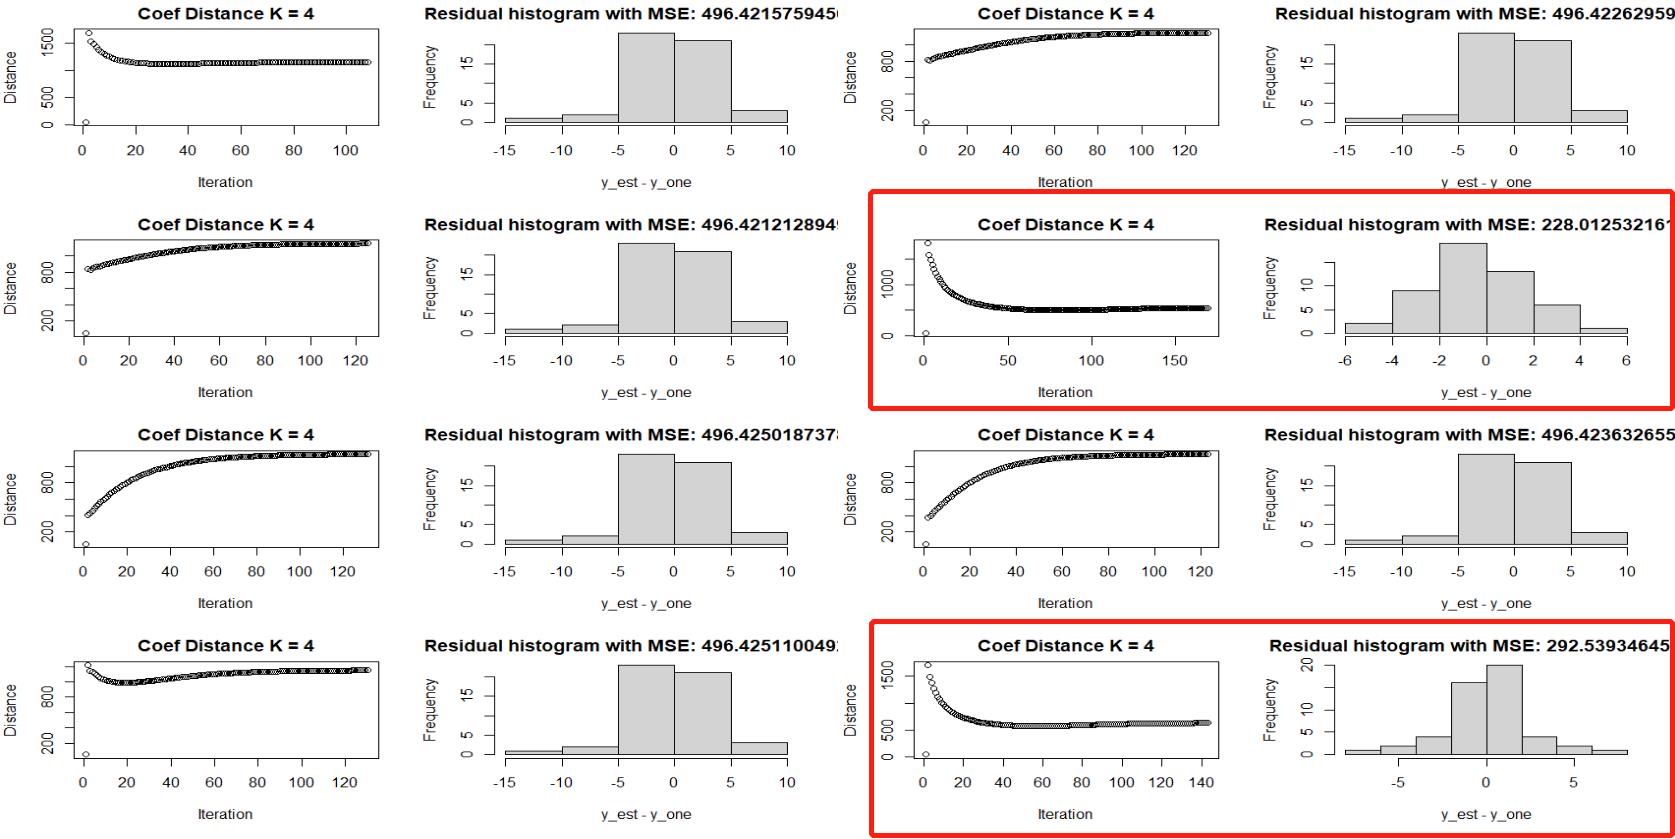 Coef Distance K = 4
Distance
0 500 1500
0 20 40 60 80 100
Iteration
Residual histogram with MSE: 496.4215759450
Frequency
0 5 15
-15 -10 -5 0 5 10
y_est - y_one
Coef Distance K = 4
Distance
200 800
0 20 40 60 80 100 120
Iteration
Residual histogram with MSE: 496.42262959
Frequency
0 5 15
-15 -10 -5 0 5 10
y_est - y_one
Coef Distance K = 4
Distance
200 800
0 20 40 60 80 100 120
Iteration
Residual histogram with MSE: 496.421212894
Frequency
0 5 15
-15 -10 -5 0 5 10
y_est - y_one
Coef Distance K = 4
Distance
0 1000
0 50 100 150
Iteration
Residual histogram with MSE: 228.01253216
Frequency
0 5 10
-6 -4 -2 0 2 4 6
y_est - y_one
Coef Distance K = 4
Distance
200 800
0 20 40 60 80 100 120
Iteration
Residual histogram with MSE: 496.425018737
Frequency
0 5 15
-15 -10 -5 0 5 10
y_est - y_one
Coef Distance K = 4
Distance
200 800
0 20 40 60 80 100 120
Iteration
Residual histogram with MSE: 496.423632655
Frequency
0 5 15
-15 -10 -5 0 5 10
y_est - y_one
Coef Distance K = 4
Distance
200 800
0 20 40 60 80 100 120
Iteration
Residual histogram with MSE: 496.425110049
Frequency
0 5 15
-15 -10 -5 0 5 10
y_est - y_one
Coef Distance K = 4
Distance
0 500 1500
0 20 40 60 80 100 120 140
Iteration
Residual histogram with MSE: 292.53934645
Frequency
0 5 10 20
-5 0 5
y_est - y_one